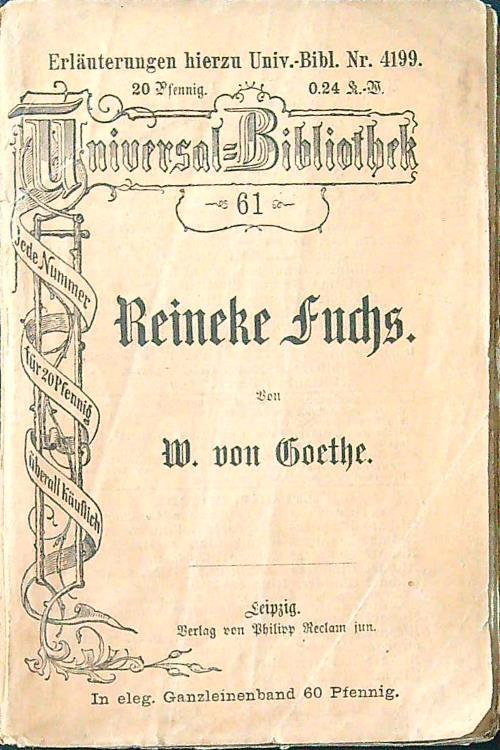 Erläuterungen hierzu Univ.-Bibl. Nr. 4199.
20 Pfennig. 0.24 K.-W.
Universal=Bibliothek
61
Jede Nummer
für 20 Pfennig
überall käuflich
Reineke Fuchs.
Von
W. von Goethe.
Leipzig.
Verlag von Philipp Reclam jun.
In eleg. Ganzleinenband 60 Pfennig.